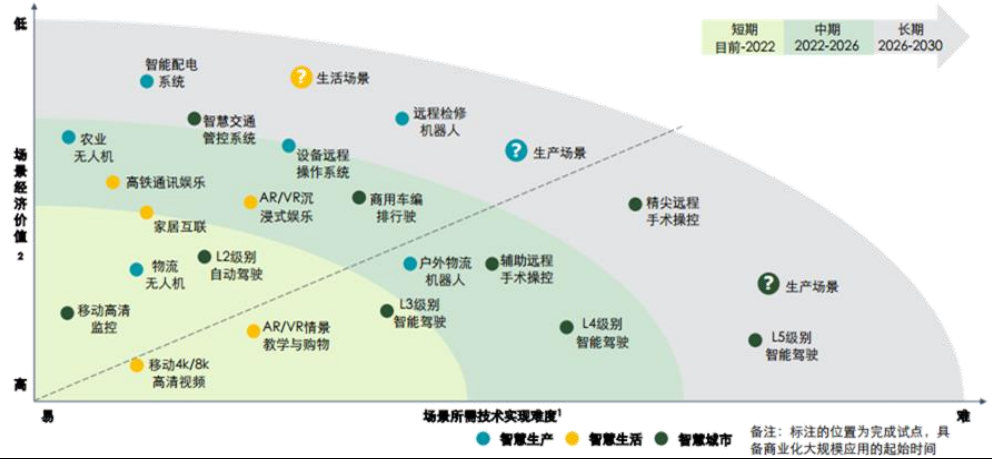 低
短期
目前-2022
中期
2022-2026
长期
2026-2030
智能配电
系统
?
生活场景
智慧交通
管控系统
远程检修
机器人
农业
无人机
设备远程
操作系统
?
生产场景
场景经济价值2
高铁通讯娱乐
AR/VR沉
浸式娱乐
商用车编
排行驶
精尖远程
手术操控
家居互联
L2级别
自动驾驶
物流
无人机
户外物流
机器人
辅助远程
手术操控
?
生产场景
移动高清
监控
L3级别
智能驾驶
AR/VR情景
教学与购物
L4级别
智能驾驶
L5级别
智能驾驶
移动4k/8k
高清视频
高
易
场景所需技术实现难度1
难
智慧生产
智慧生活
智慧城市
备注：标注的位置为完成试点，具
备商业化大规模应用的起始时间